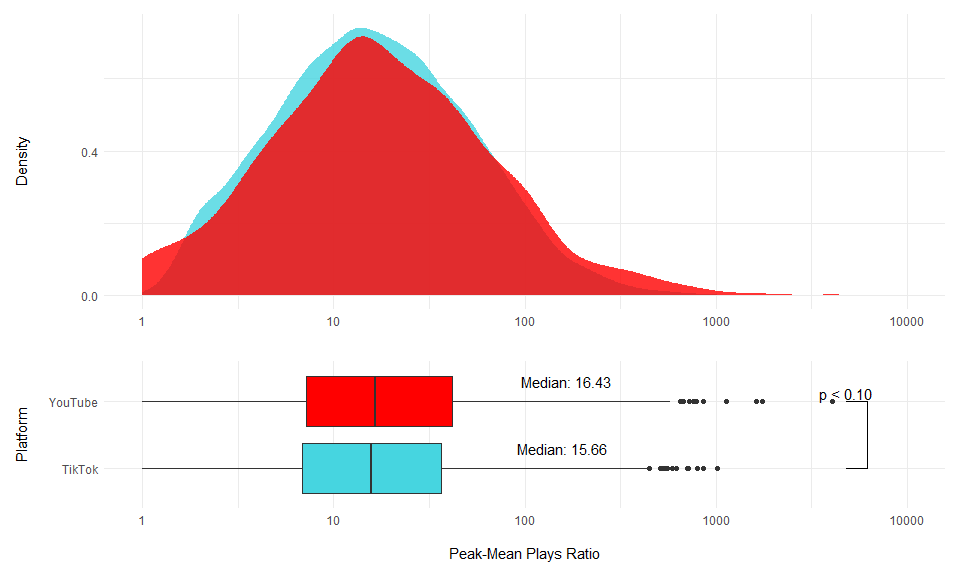 Density
0.4
0.0
1 10 100 1000 10000
Platform
YouTube
Median: 16.43
p < 0.10
TikTok
Median: 15.66
1 10 100 1000 10000
Peak-Mean Plays Ratio